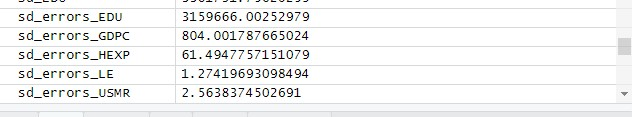 sd_errors_EDU 3159666.00252979
sd_errors_GDPC 804.001787665024
sd_errors_HEXP 61.4947757151079
sd_errors_LE 1.27419693098494
sd_errors_USMR 2.5638374502691